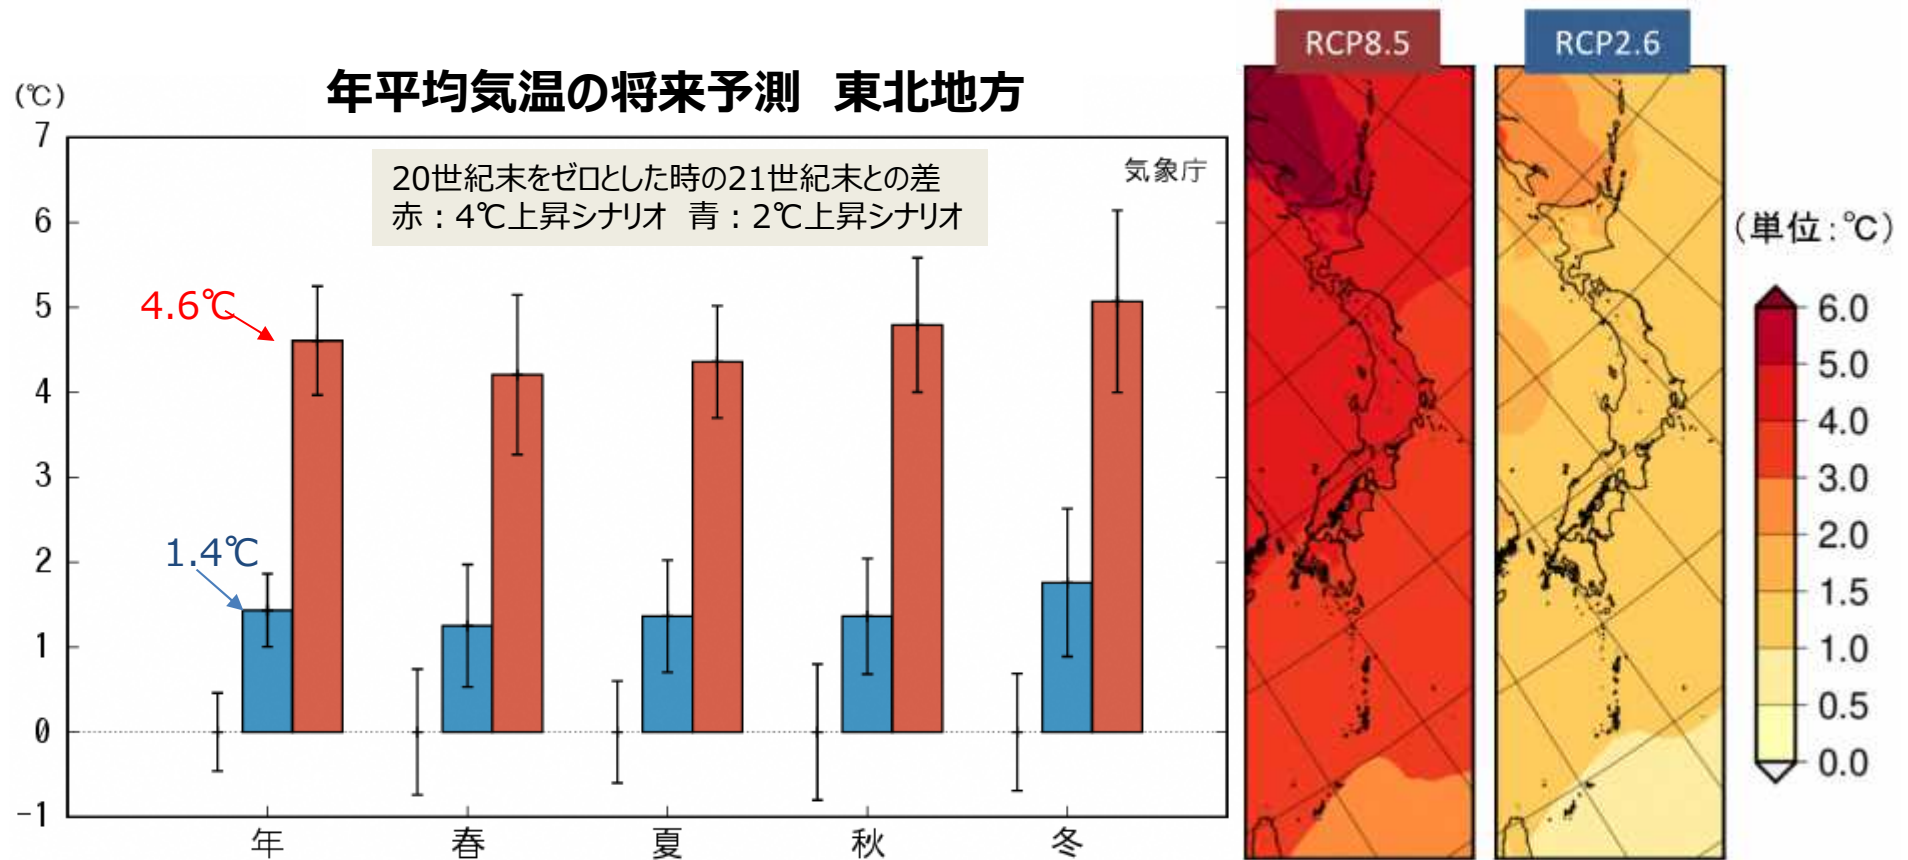 年平均気温の将来予測 東北地方
(℃)
7
6
5
4
3
2
1
0
-1
20世紀末をゼロとした時の21世紀末との差
赤：4℃上昇シナリオ 青：2℃上昇シナリオ
気象庁
4.6℃
1.4℃
年 春 夏 秋 冬
RCP8.5
RCP2.6
(単位:℃)
6.0
5.0
4.0
3.0
2.0
1.5
1.0
0.5
0.0